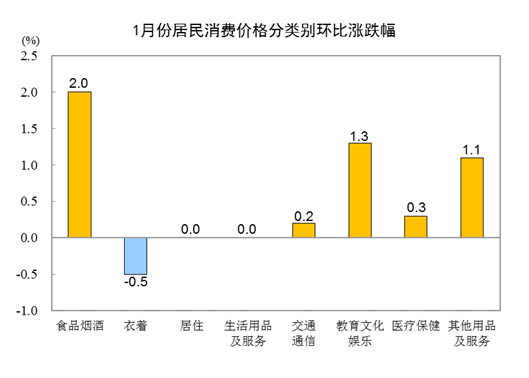 1月份居民消费价格分类别环比涨跌幅
(%)
2.5
2.0
1.5
1.0
0.5
0.0
-0.5
-1.0
2.0
-0.5
0.0
0.0
0.2
1.3
0.3
1.1
食品烟酒
衣着
居住
生活用品
及服务
交通
通信
教育文化
娱乐
医疗保健
其他用品
及服务